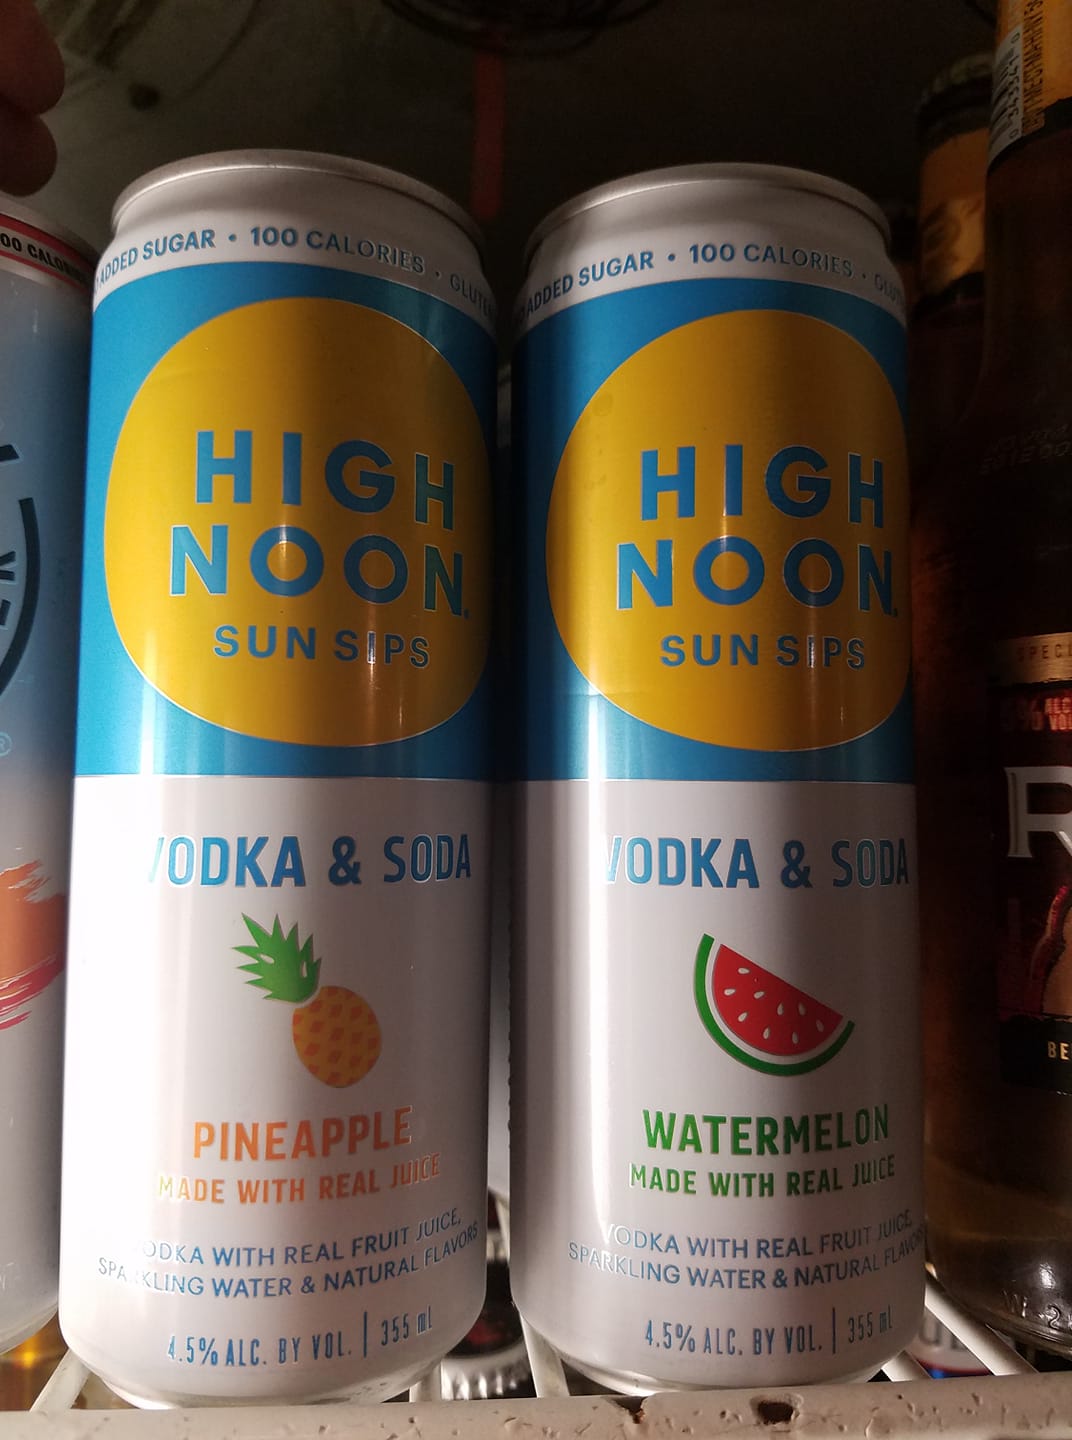 00 CALORIES
ADDED SUGAR • 100 CALORIES •
HIGH
NOON.
SUN SIPS
VODKA & SODA
PINEAPPLE
MADE WITH REAL JUICE
VODKA WITH REAL FRUIT JUICE,
SPARKLING WATER & NATURAL FLAVORS
4.5% ALC. BY VOL. | 355 ml
ADDED SUGAR • 100 CALORIES •
HIGH
NOON.
SUN SIPS
VODKA & SODA
WATERMELON
MADE WITH REAL JUICE
VODKA WITH REAL FRUIT JUICE,
SPARKLING WATER & NATURAL FLAVORS
4.5% ALC. BY VOL. | 355 ml
R
BE